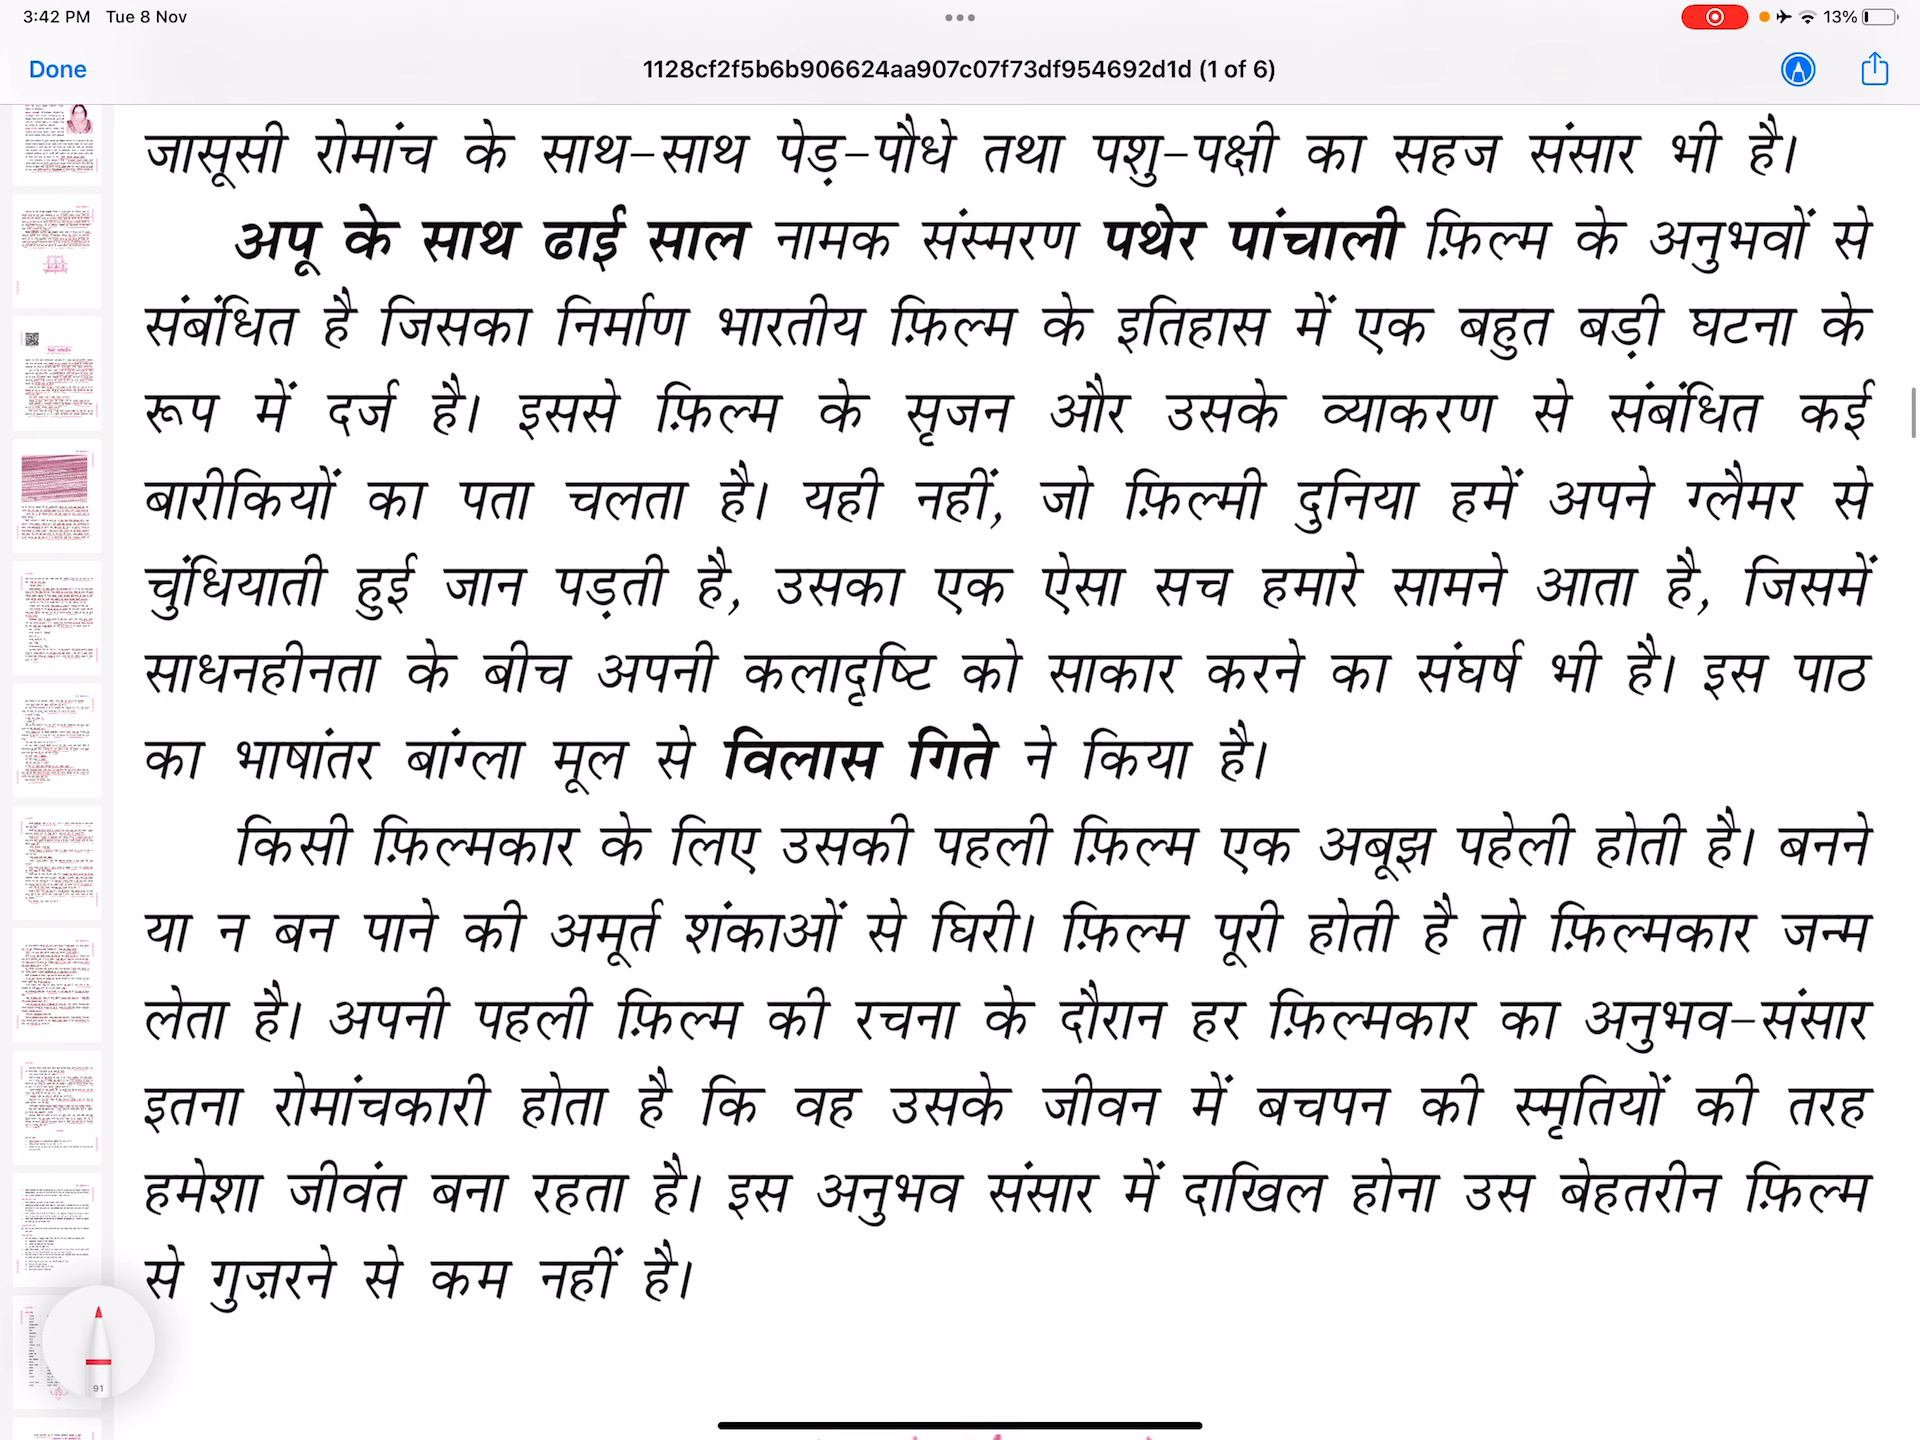 3:42 PM Tue 8 Nov
13%
Done
1128cf2f5b6b906624aa907c07f73df954692d1d (1 of 6)
जासूसी रोमांच के साथ-साथ पेड़-पौधे तथा पशु-पक्षी का सहज संसार भी है।
अपू के साथ ढाई साल नामक संस्मरण पथेर पांचाली फ़िल्म के अनुभवों से
संबंधित है जिसका निर्माण भारतीय फ़िल्म के इतिहास में एक बहुत बड़ी घटना के
रूप में दर्ज है। इससे फ़िल्म के सृजन और उसके व्याकरण से संबंधित कई
बारीकियों का पता चलता है। यही नहीं, जो फ़िल्मी दुनिया हमें अपने ग्लैमर से
चुंधियाती हुई जान पड़ती है, उसका एक ऐसा सच हमारे सामने आता है, जिसमें
साधनहीनता के बीच अपनी कलादृष्टि को साकार करने का संघर्ष भी है। इस पाठ
का भाषांतर बांग्ला मूल से विलास गिते ने किया है।
किसी फ़िल्मकार के लिए उसकी पहली फ़िल्म एक अबूझ पहेली होती है। बनने
या न बन पाने की अमूर्त शंकाओं से घिरी। फ़िल्म पूरी होती है तो फ़िल्मकार जन्म
लेता है। अपनी पहली फ़िल्म की रचना के दौरान हर फ़िल्मकार का अनुभव-संसार
इतना रोमांचकारी होता है कि वह उसके जीवन में बचपन की स्मृतियों की तरह
हमेशा जीवंत बना रहता है। इस अनुभव संसार में दाखिल होना उस बेहतरीन फ़िल्म
से गुज़रने से कम नहीं है।
91